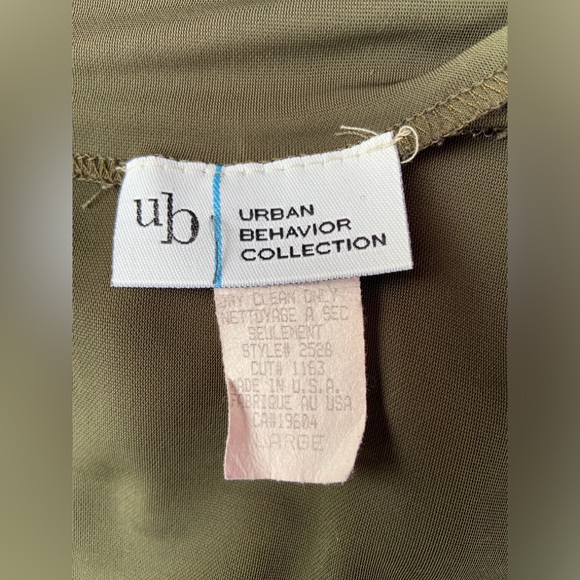 ub
URBAN
BEHAVIOR
COLLECTION
DRY CLEAN ONLY
NETTOYAGE A SEC
SEULEMENT
STYLE# 2528
CUT# 1163
MADE IN U.S.A.
FABRIQUE AU USA
CA#19604
LARGE